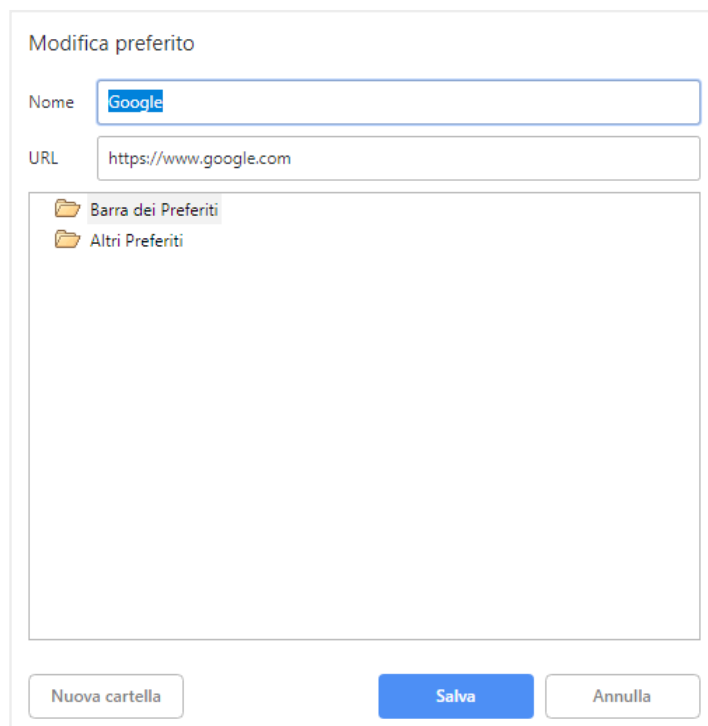 Modifica preferito
Nome Google
URL https://www.google.com
Barra dei Preferiti
Altri Preferiti
Nuova cartella Salva Annulla